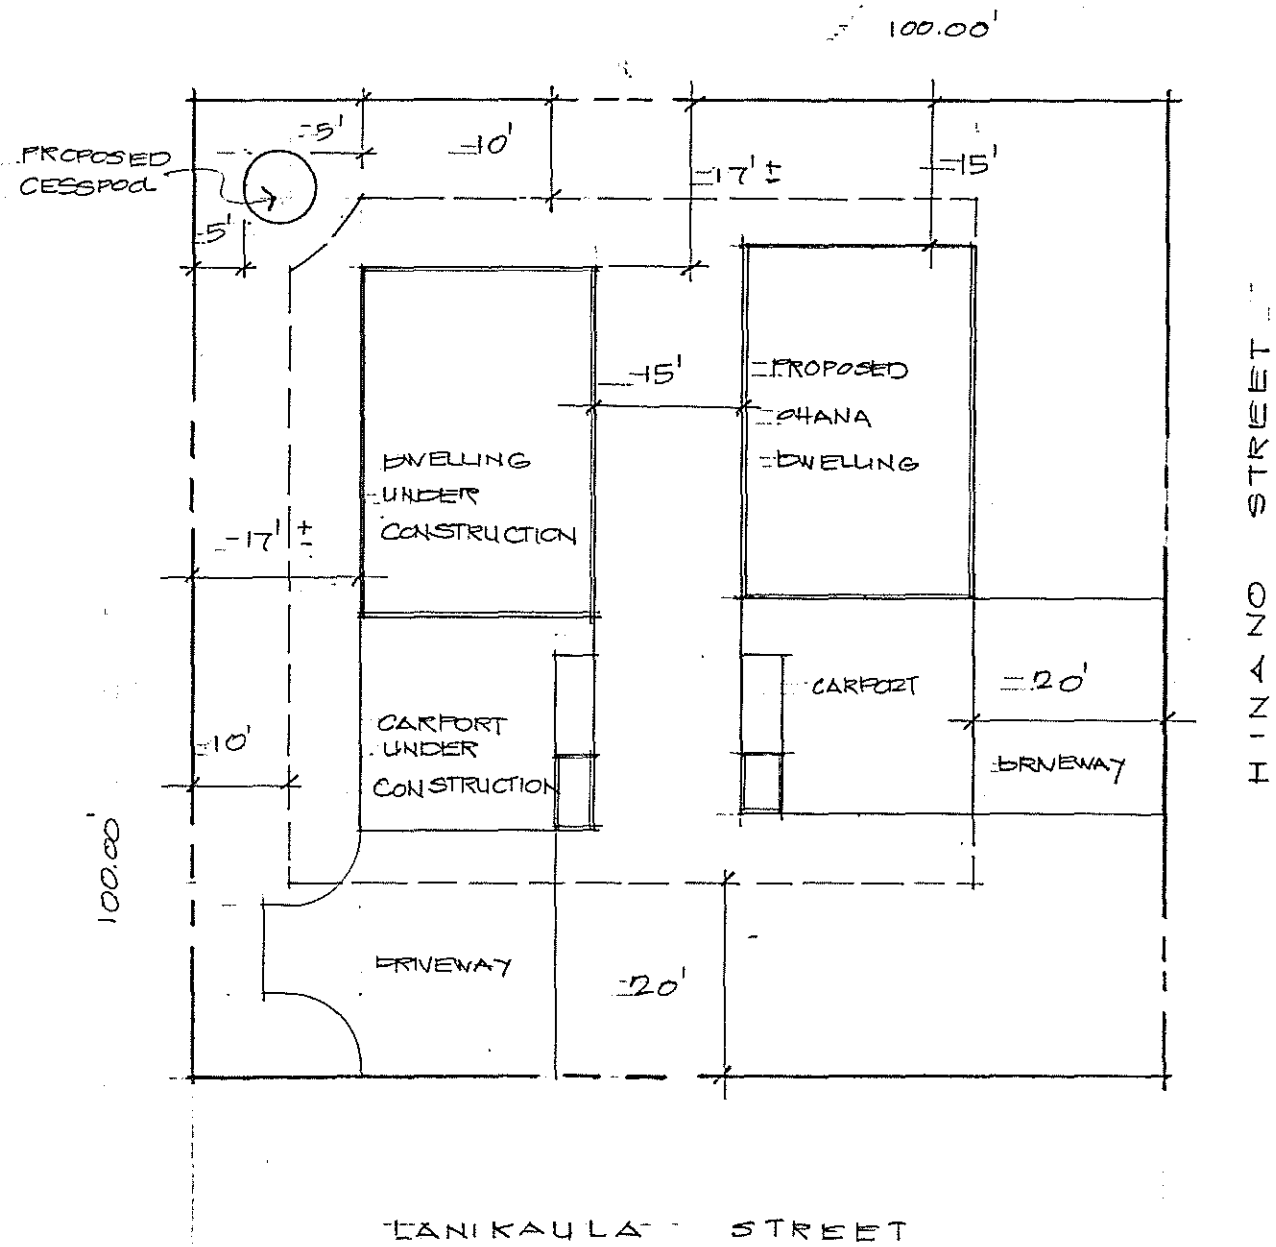 100.00'
5'
10'
PROPOSED
CESSPOOL
17' ±
15'
5'
15'
PROPOSED
OHANA
DWELLING
DWELLING
UNDER
CONSTRUCTION
17' ±
HINANO STREET
CARPORT
20'
CARPORT
UNDER
CONSTRUCTION
10'
DRIVEWAY
100.00'
DRIVEWAY
20'
LANIKAULA STREET